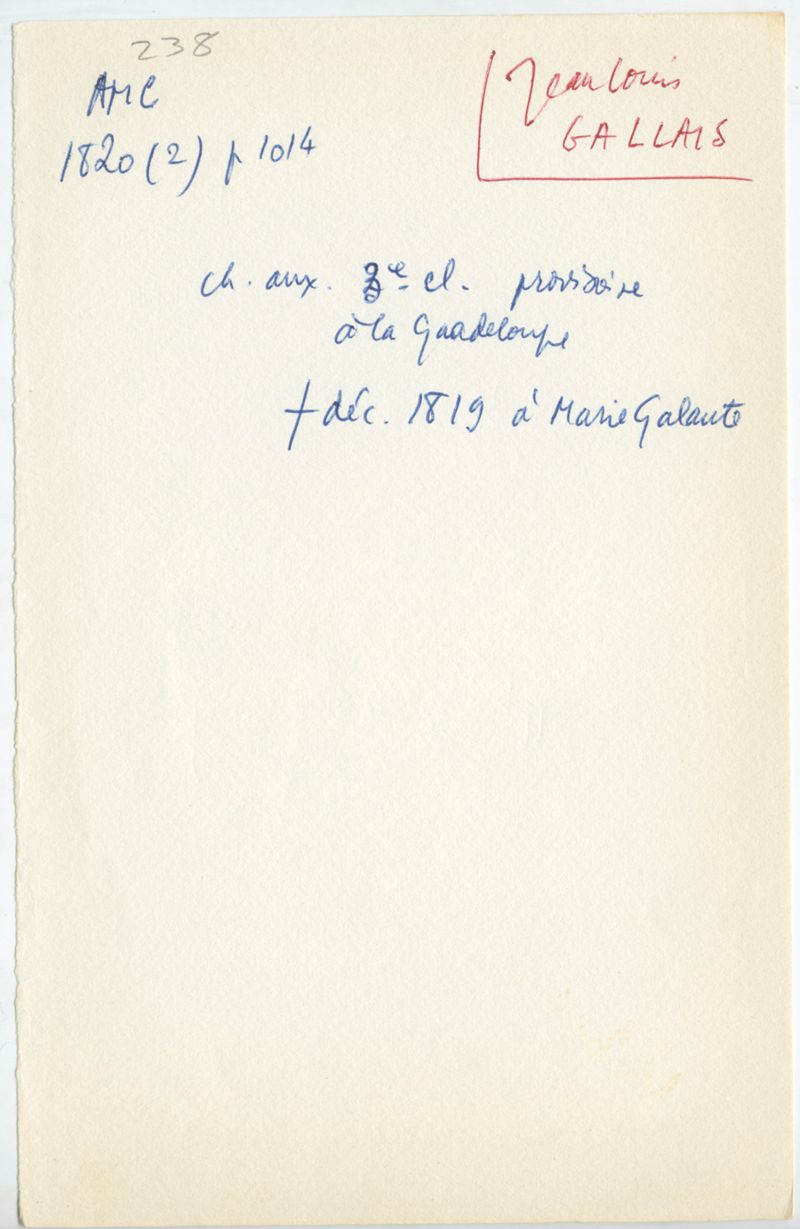 238
AMC
1820 (2) p 1014
Jean Louis
GALLAIS
ch. aux. 3e cl. provisoire
à la Guadeloupe
† déc. 1819 à Marie Galante